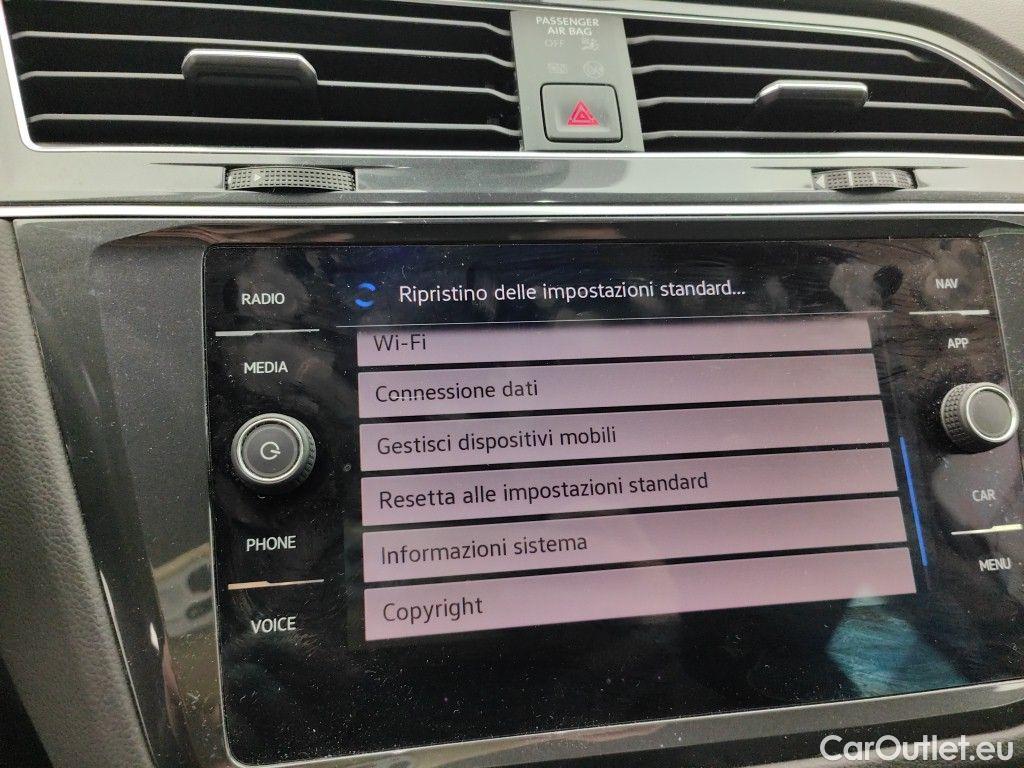 PASSENGER
AIR BAG
OFF
RADIO
MEDIA
PHONE
VOICE
Ripristino delle impostazioni standard...
Wi-Fi
Connessione dati
Gestisci dispositivi mobili
Resetta alle impostazioni standard
Informazioni sistema
Copyright
NAV
APP
CAR
MENU
CarOutlet.eu